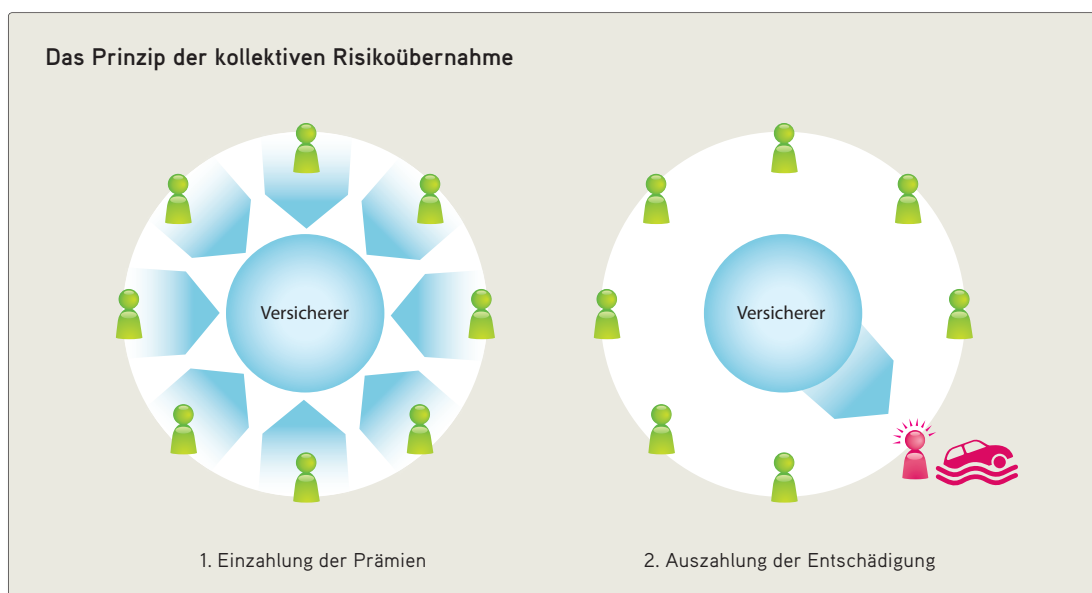 Das Prinzip der kollektiven Risikoübernahme
Versicherer
Versicherer
1. Einzahlung der Prämien
2. Auszahlung der Entschädigung